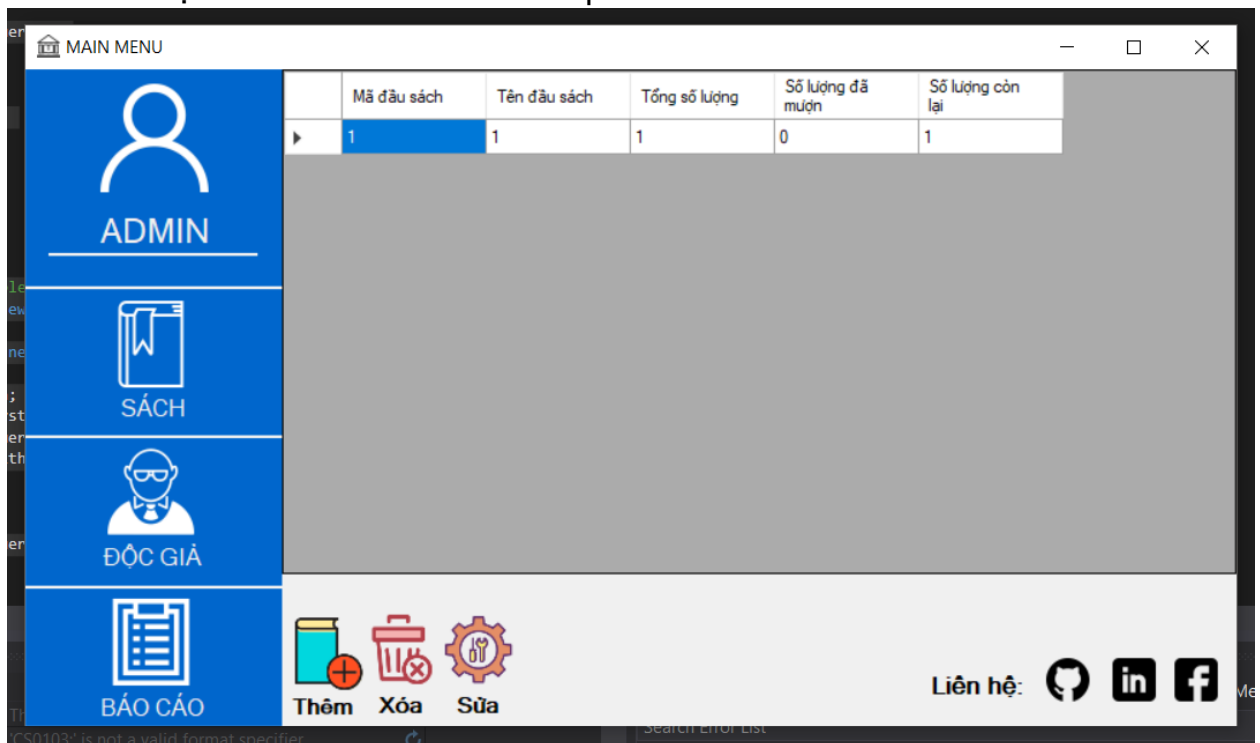 MAIN MENU
ADMIN
SÁCH
ĐỘC GIẢ
BÁO CÁO
Mã đầu sách Tên đầu sách Tổng số lượng Số lượng đã mượn Số lượng còn lại
1 1 1 0 1
Thêm Xóa Sửa
Liên hệ:
in f
'CS0103:' is not a valid format specifier
Search Error List